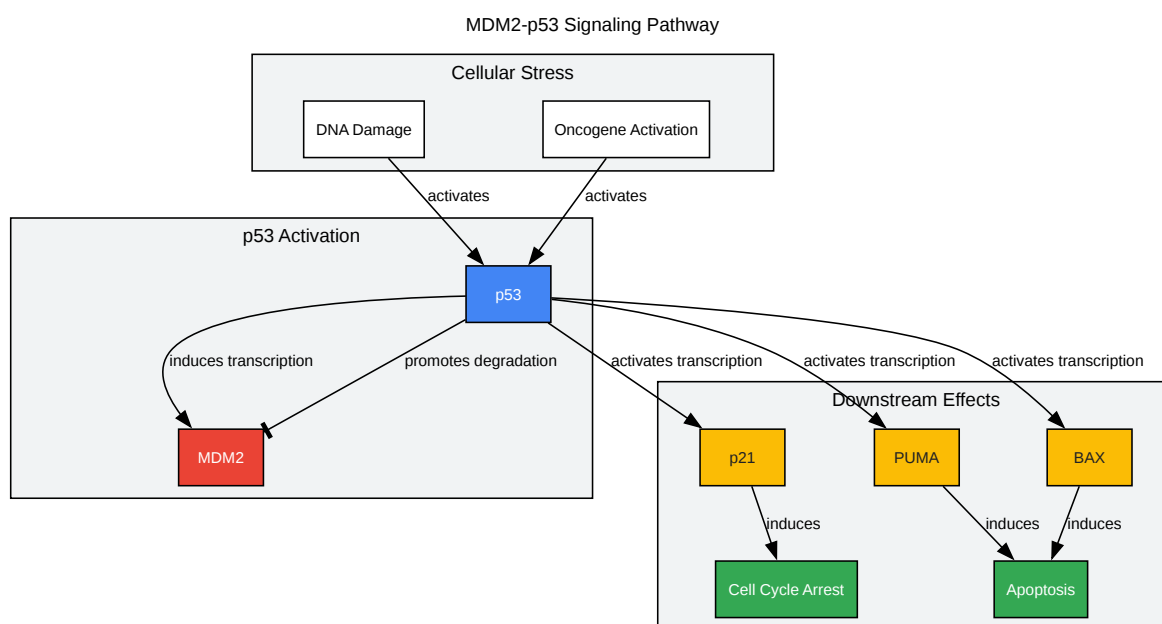 MDM2-p53 Signaling Pathway
Cellular Stress
DNA Damage
Oncogene Activation
activates
activates
p53 Activation
p53
induces transcription
promotes degradation
activates transcription
activates transcription
activates transcription
Downstream Effects
MDM2
p21
PUMA
BAX
induces
induces
induces
Cell Cycle Arrest
Apoptosis